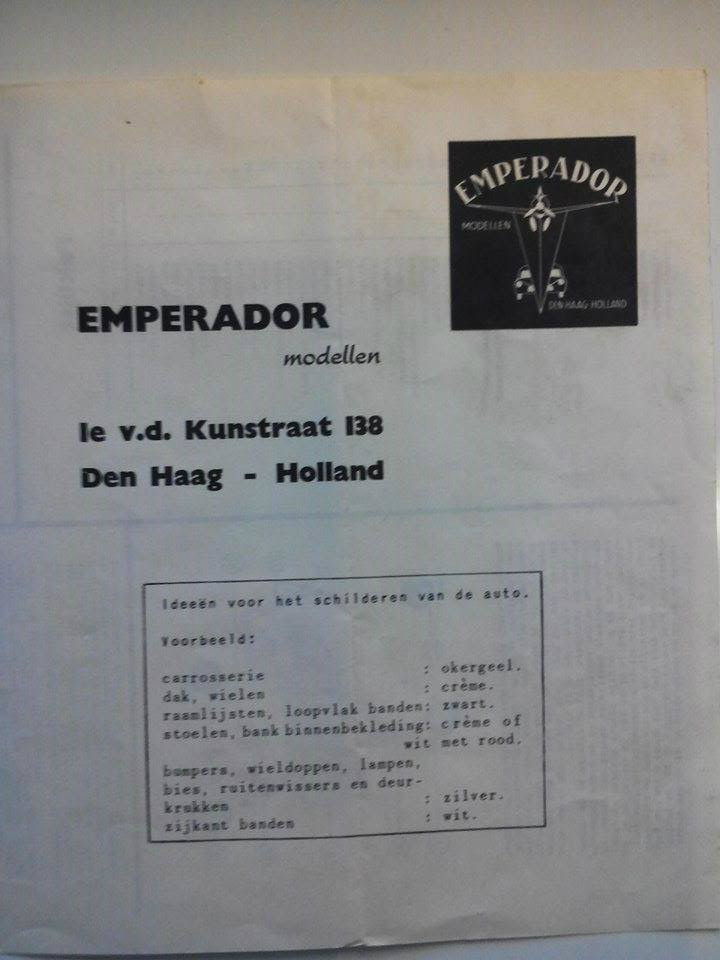 EMPERADOR
MODELLEN
DEN HAAG-HOLLAND
EMPERADOR
modellen
1e v.d. Kunstraat 138
Den Haag - Holland
Ideeën voor het schilderen van de auto.
Voorbeeld:
carrosserie : okergeel.
dak, wielen : crème.
raamlijsten, loopvlak banden: zwart.
stoelen, bank binnenbekleding: crème of
wit met rood.
bumpers, wieldoppen, lampen,
bies, ruitenwissers en deur-
krukken : zilver.
zijkant banden : wit.